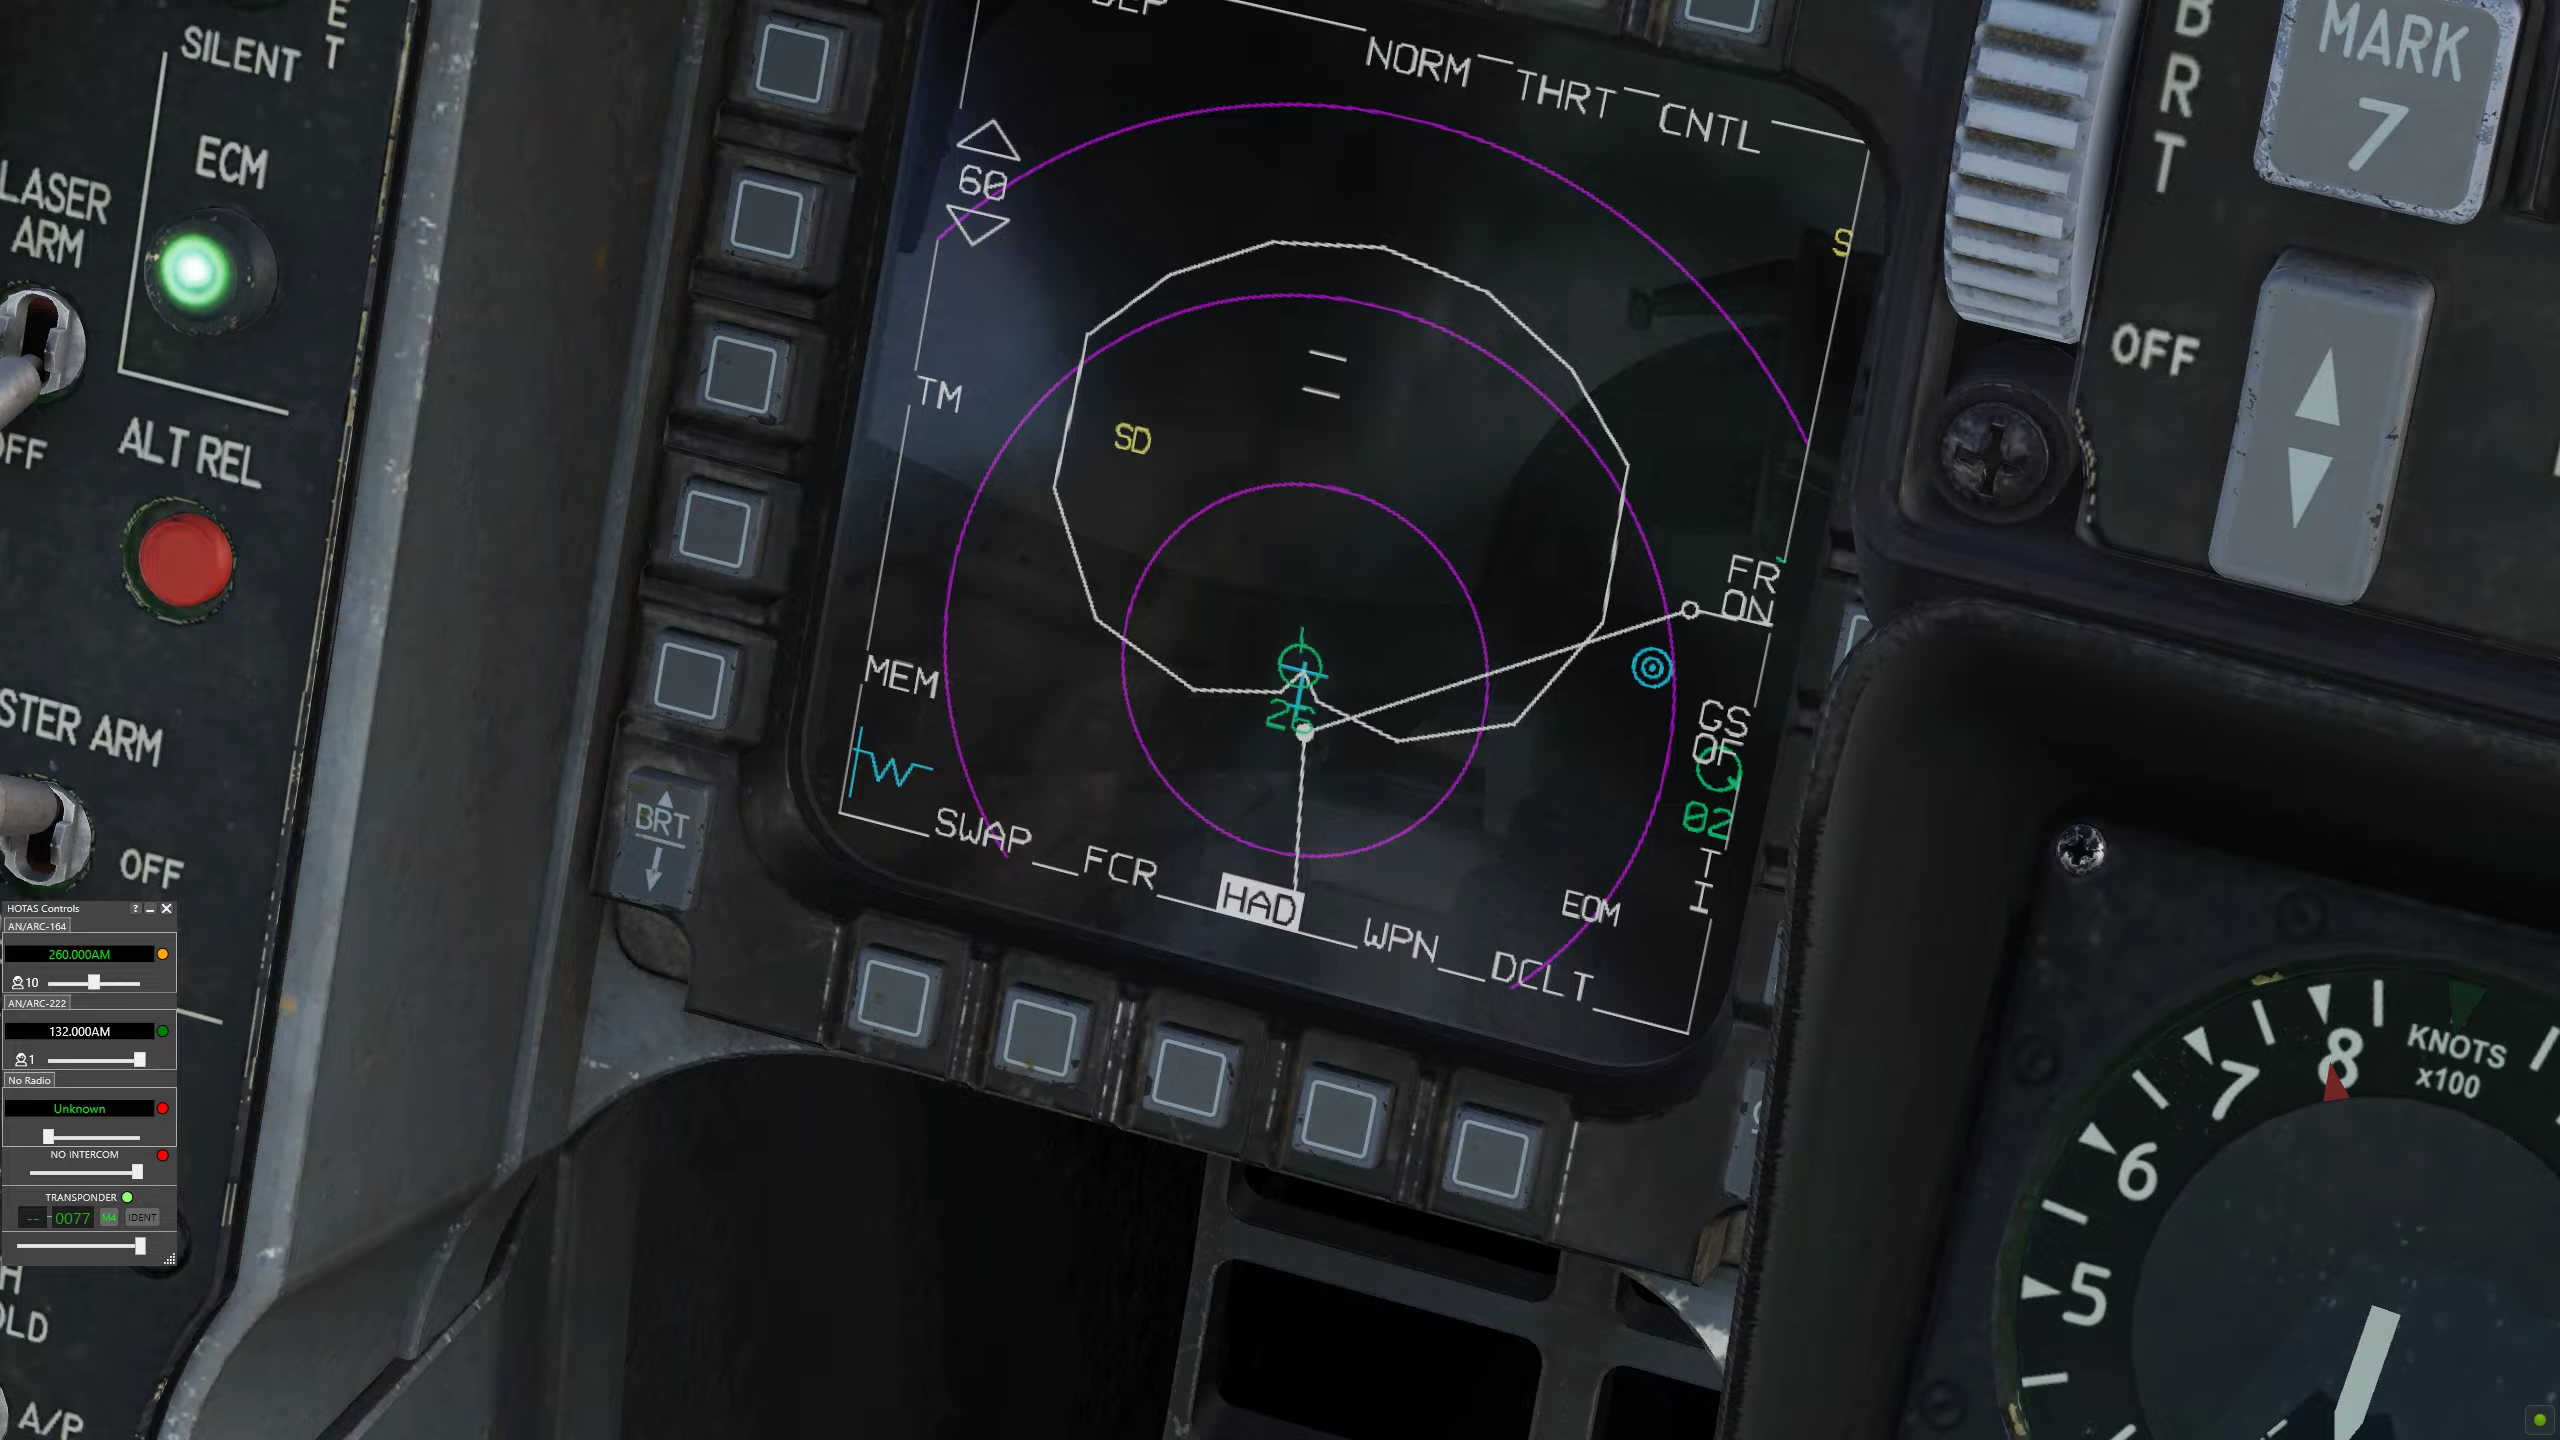 SILENT
ECM
LASER
ARM
ALT REL
ARM
OFF
BRT
NORM
THRT
CNTL
60
S
TM
SD
FR
ON
MEM
26
GS
OF
02
T
I
EOM
SWAP
FCR
HAD
WPN
DCLT
BRT
OFF
MARK
7
KNOTS
x100
8
7
6
5
A/P
HOTAS Controls
? _ X
AN/ARC-164
260.000AM
10
AN/ARC-222
132.000AM
1
No Radio
Unknown
NO INTERCOM
TRANSPONDER
-- 0077 M4 IDENT